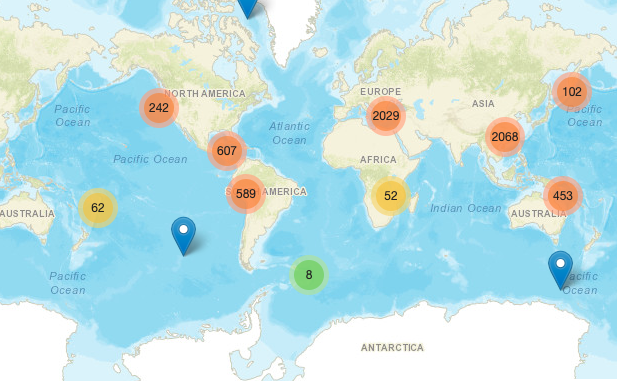 NORTH AMERICA
EUROPE
ASIA
102
242
2029
Pacific
Ocean
Pacific
Ocean
Atlantic
Ocean
2068
607
Pacific Ocean
AFRICA
589
AMERICA
52
453
62
AUSTRALIA
Indian Ocean
AUSTRALIA
8
Pacific
Ocean
Pacific
Ocean
ANTARCTICA